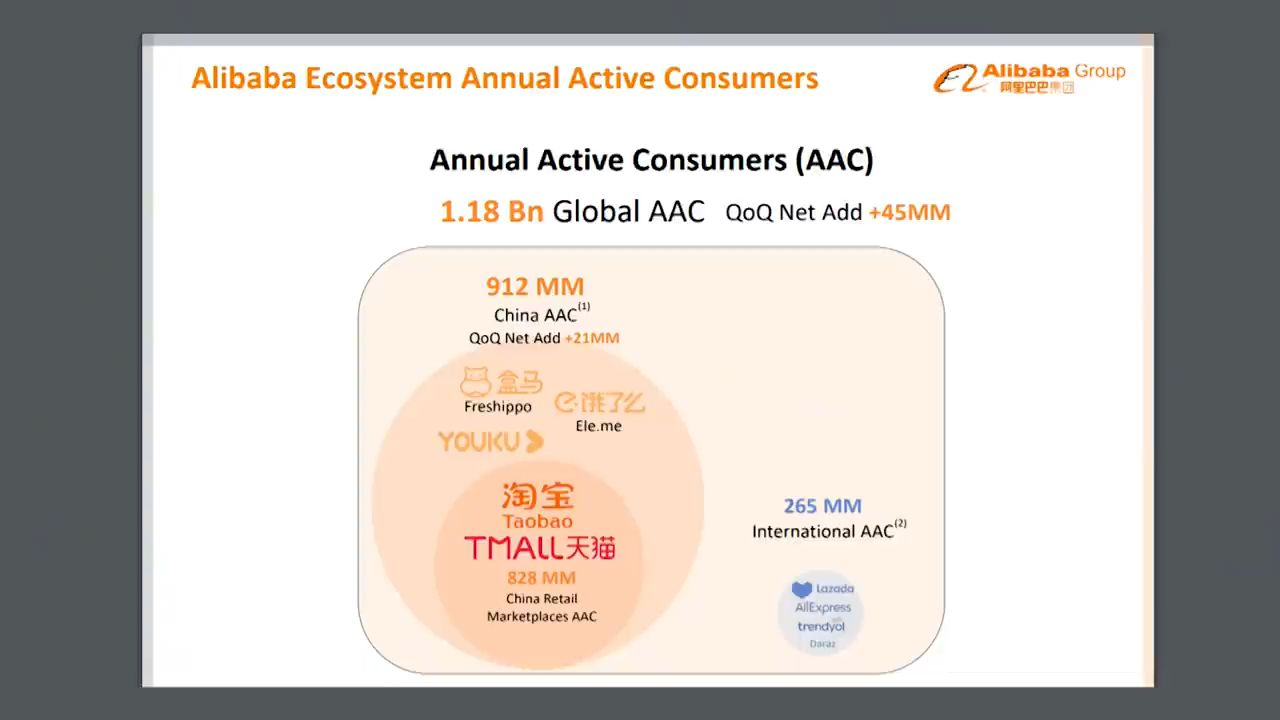 Alibaba Ecosystem Annual Active Consumers
Alibaba Group
阿里巴巴集团
Annual Active Consumers (AAC)
1.18 Bn Global AAC QoQ Net Add +45MM
912 MM
China AAC(1)
QoQ Net Add +21MM
盒马
Freshippo
饿了么
Ele.me
YOUKU
淘宝
Taobao
TMALL天猫
828 MM
China Retail
Marketplaces AAC
265 MM
International AAC(2)
Lazada
AliExpress
trendyol
Daraz